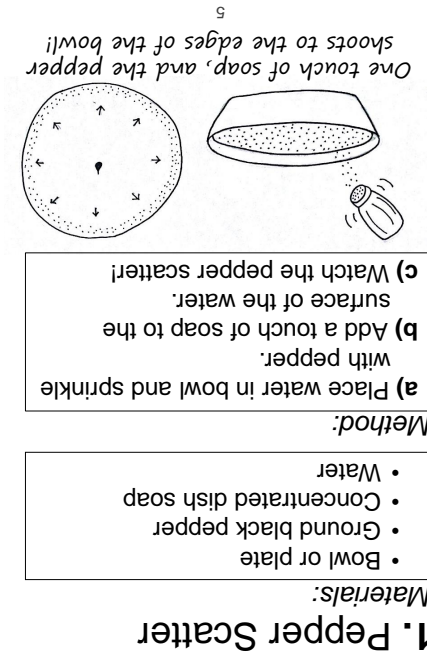 1. Pepper Scatter
Materials:
• Bowl or plate
• Ground black pepper
• Concentrated dish soap
• Water
Method:
a) Place water in bowl and sprinkle
with pepper.
b) Add a touch of soap to the
surface of the water.
c) Watch the pepper scatter!
One touch of soap, and the pepper
shoots to the edges of the bowl!
5